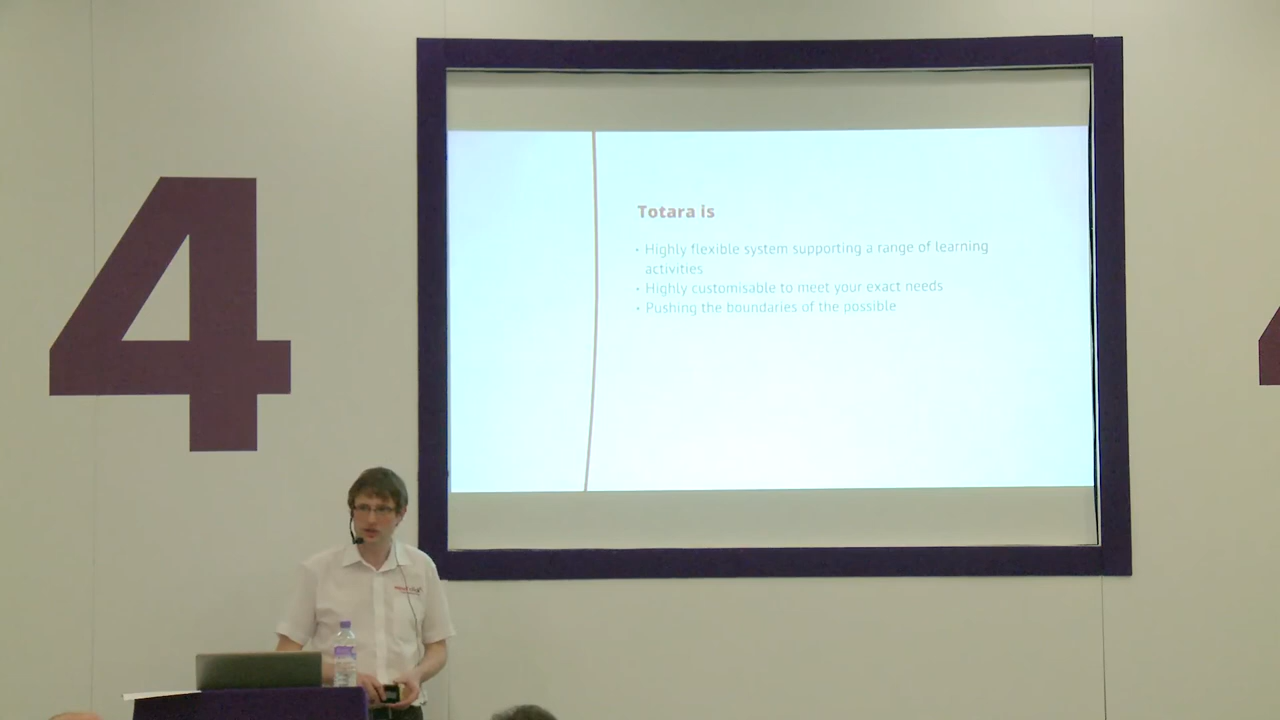 4
Totara is
• Highly flexible system supporting a range of learning
activities
• Highly customisable to meet your exact needs
• Pushing the boundaries of the possible